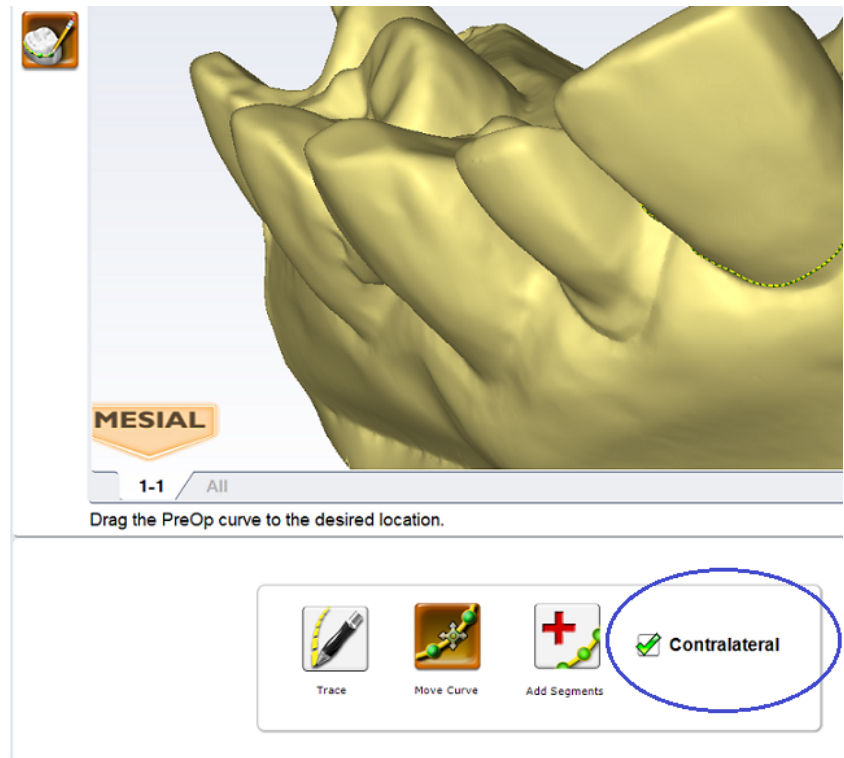 MESIAL
1-1 All
Drag the PreOp curve to the desired location.
Contralateral
Trace Move Curve Add Segments